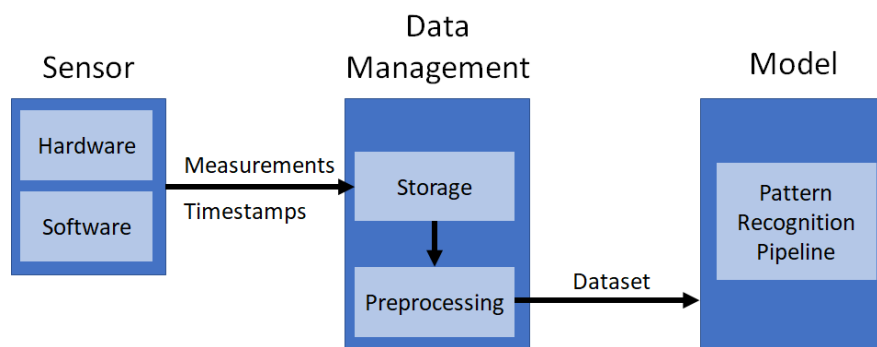 Sensor
Hardware
Software
Measurements
Timestamps
Data
Management
Storage
Preprocessing
Dataset
Model
Pattern
Recognition
Pipeline